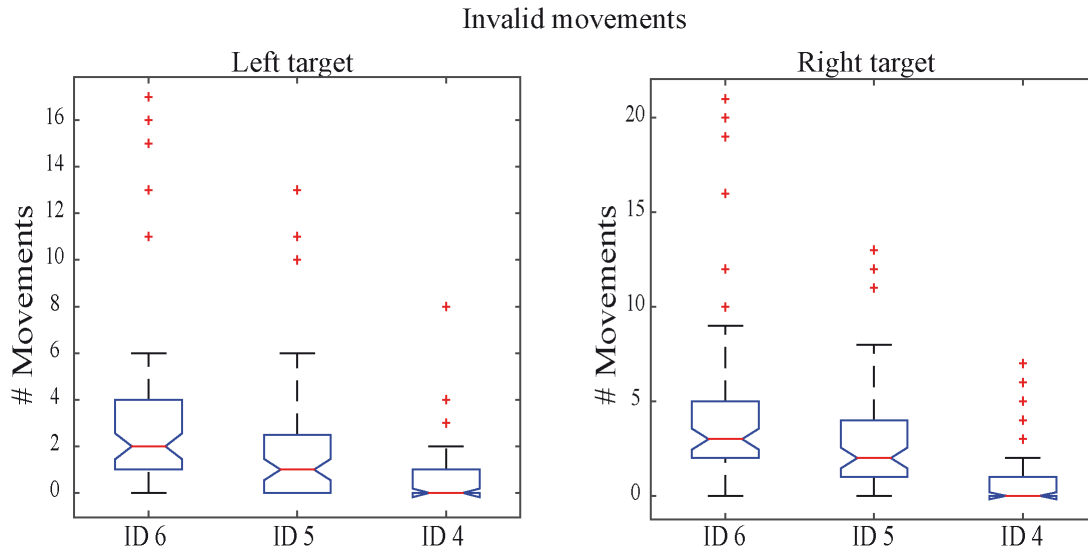 Invalid movements
Left target
# Movements
16
14
12
10
8
6
4
2
0
ID 6 ID 5 ID 4
Right target
# Movements
20
15
10
5
0
ID 6 ID 5 ID 4